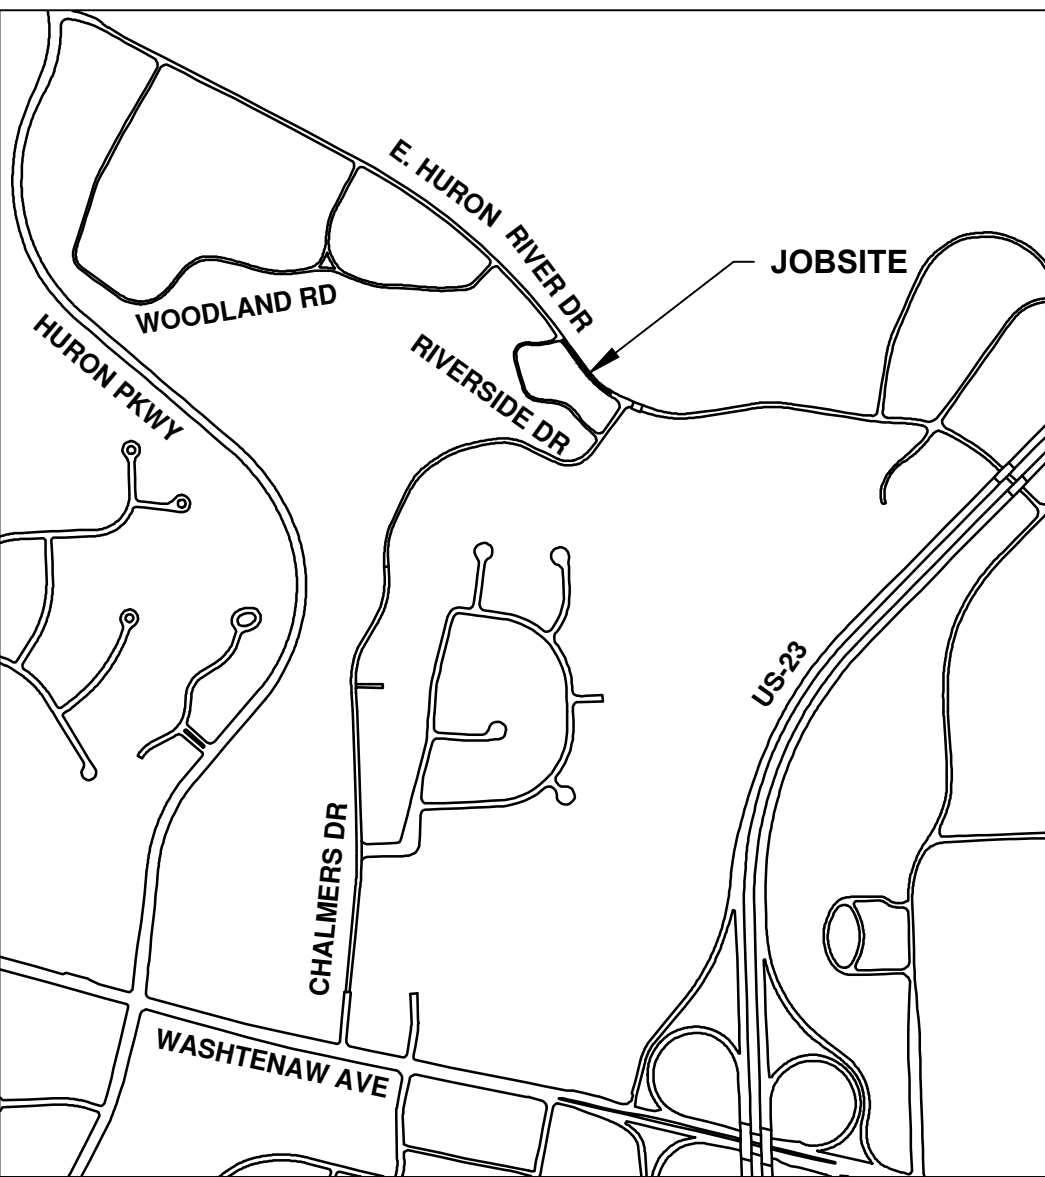 E. HURON RIVER DR
JOBSITE
WOODLAND RD
HURON PKWY
RIVERSIDE DR
US-23
CHALMERS DR
WASHTENAW AVE